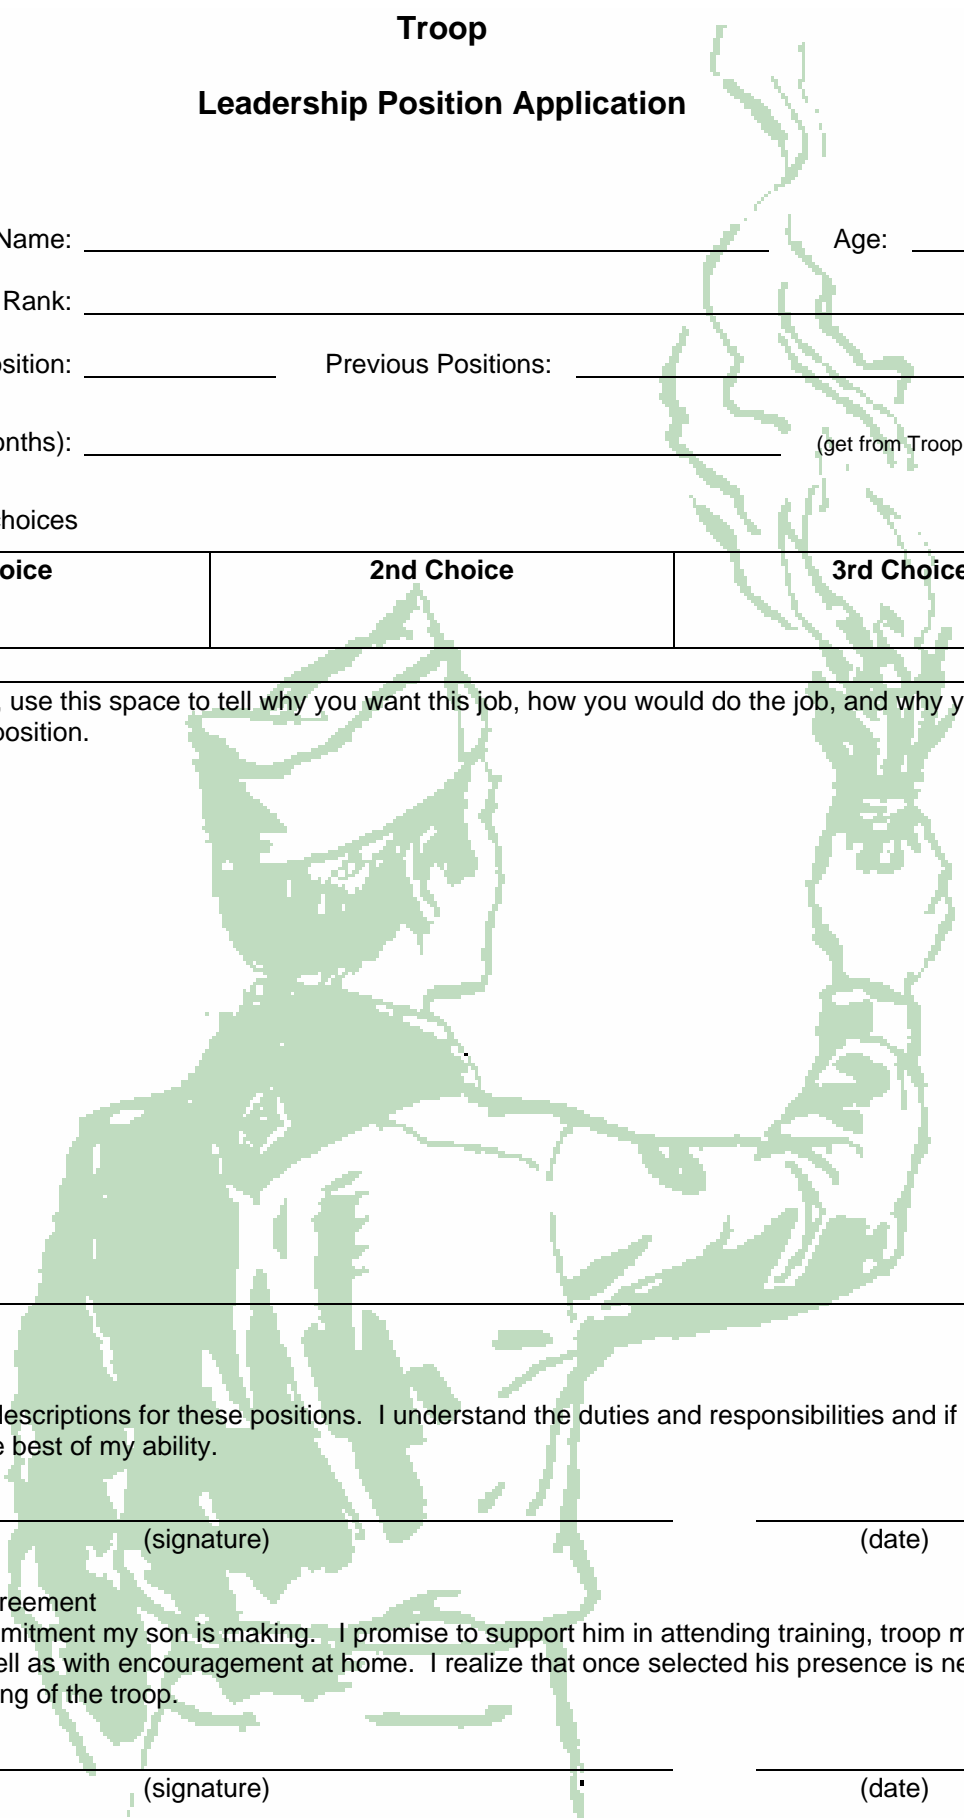 Troop
Leadership Position Application
Name: Age:
Rank:
osition: Previous Positions:
onths): (get from Troop
hoices
oice 2nd Choice 3rd Choice
, use this space to tell why you want this job, how you would do the job, and why y
position.
descriptions for these positions. I understand the duties and responsibilities and if
e best of my ability.
(signature) (date)
reement
mitment my son is making. I promise to support him in attending training, troop m
ell as with encouragement at home. I realize that once selected his presence is ne
ng of the troop.
(signature) (date)